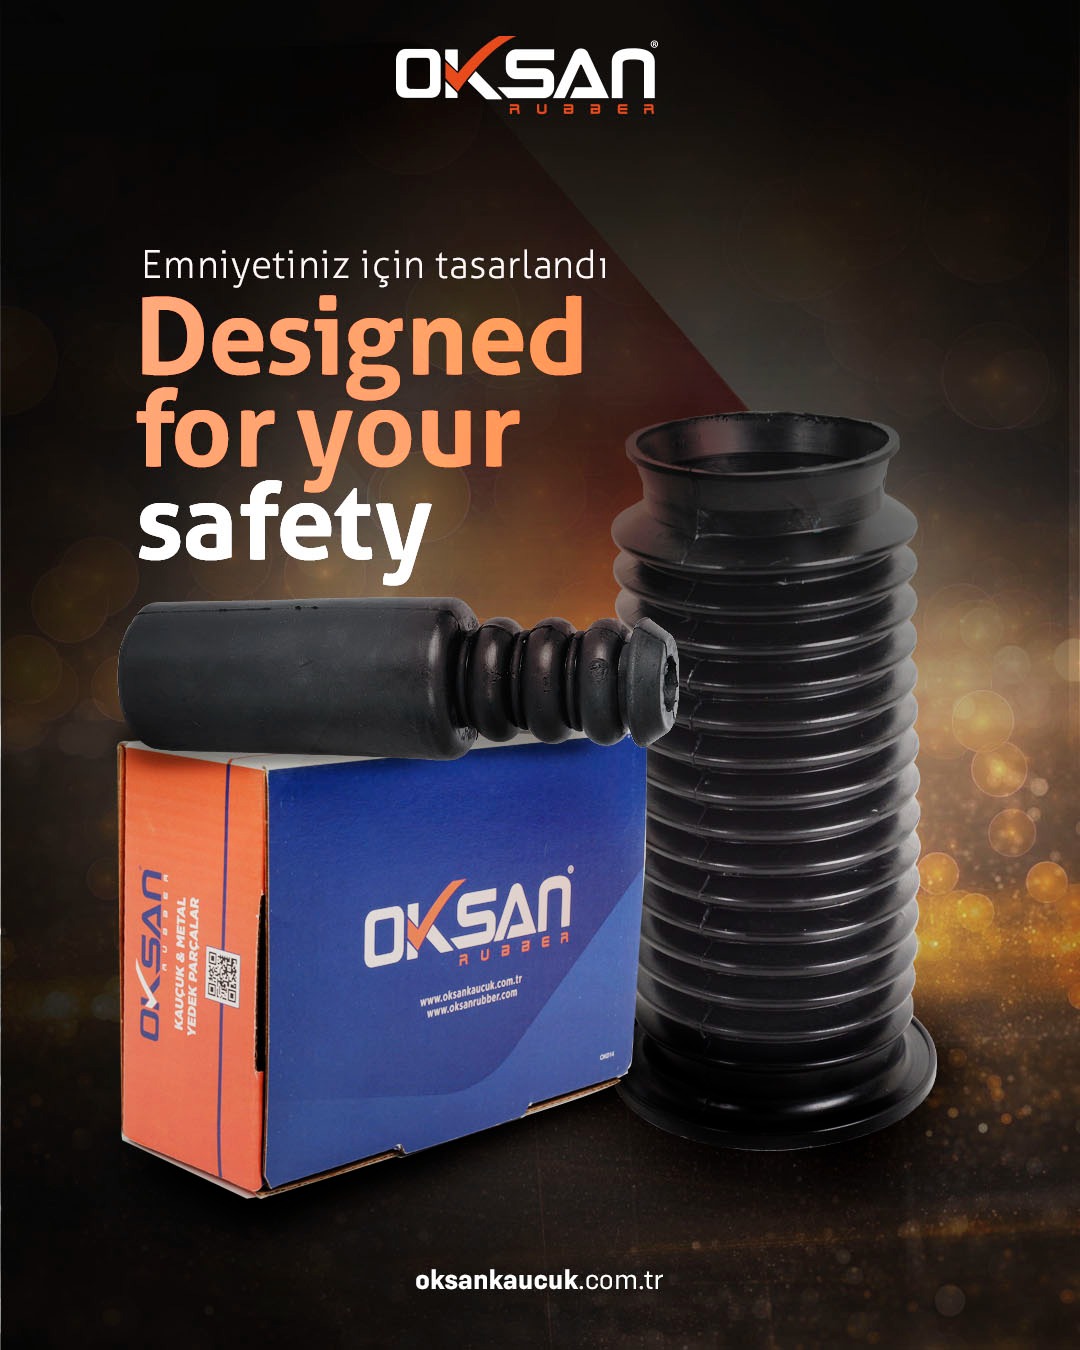 OKSAN®
RUBBER
Emniyetiniz için tasarlandı
Designed
for your
safety
OKSAN
RUBBER
KAUÇUK & METAL
YEDEK PARÇALAR
OKSAN®
RUBBER
www.oksankaucuk.com.tr
www.oksanrubber.com
OK014
oksankaucuk.com.tr